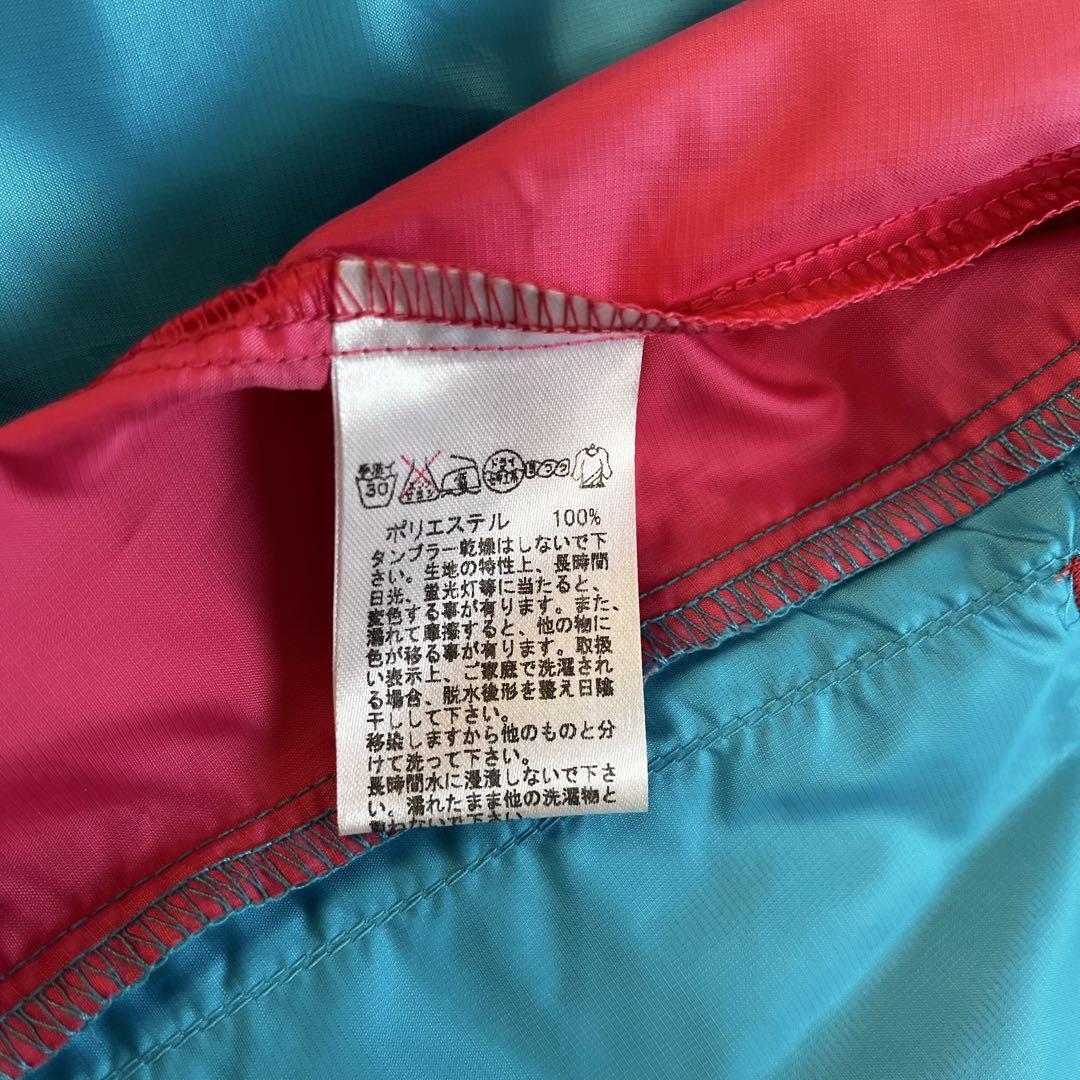 手洗イ
30
ポリエステル 100%
タンブラー乾燥はしないで下
さい。生地の特性上、長時間
日光、蛍光灯等に当たると、
変色する事が有ります。また、
濡れて摩擦すると、他の物に
色が移る事が有ります。取扱
い表示上、ご家庭で洗濯され
る場合、脱水後形を整え日陰
干しして下さい。
移染しますから他のものと分
けて洗って下さい。
長時間水に浸漬しないで下さ
い。濡れたまま他の洗濯物と